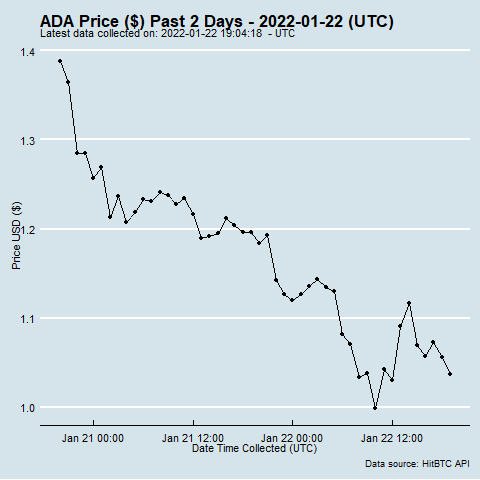 ADA Price ($) Past 2 Days - 2022-01-22 (UTC)
Latest data collected on: 2022-01-22 19:04:18  - UTC
1.4
1.3
1.2
1.1
1.0
Price USD ($)
Jan 21 00:00
Jan 21 12:00
Jan 22 00:00
Jan 22 12:00
Date Time Collected (UTC)
Data source: HitBTC API